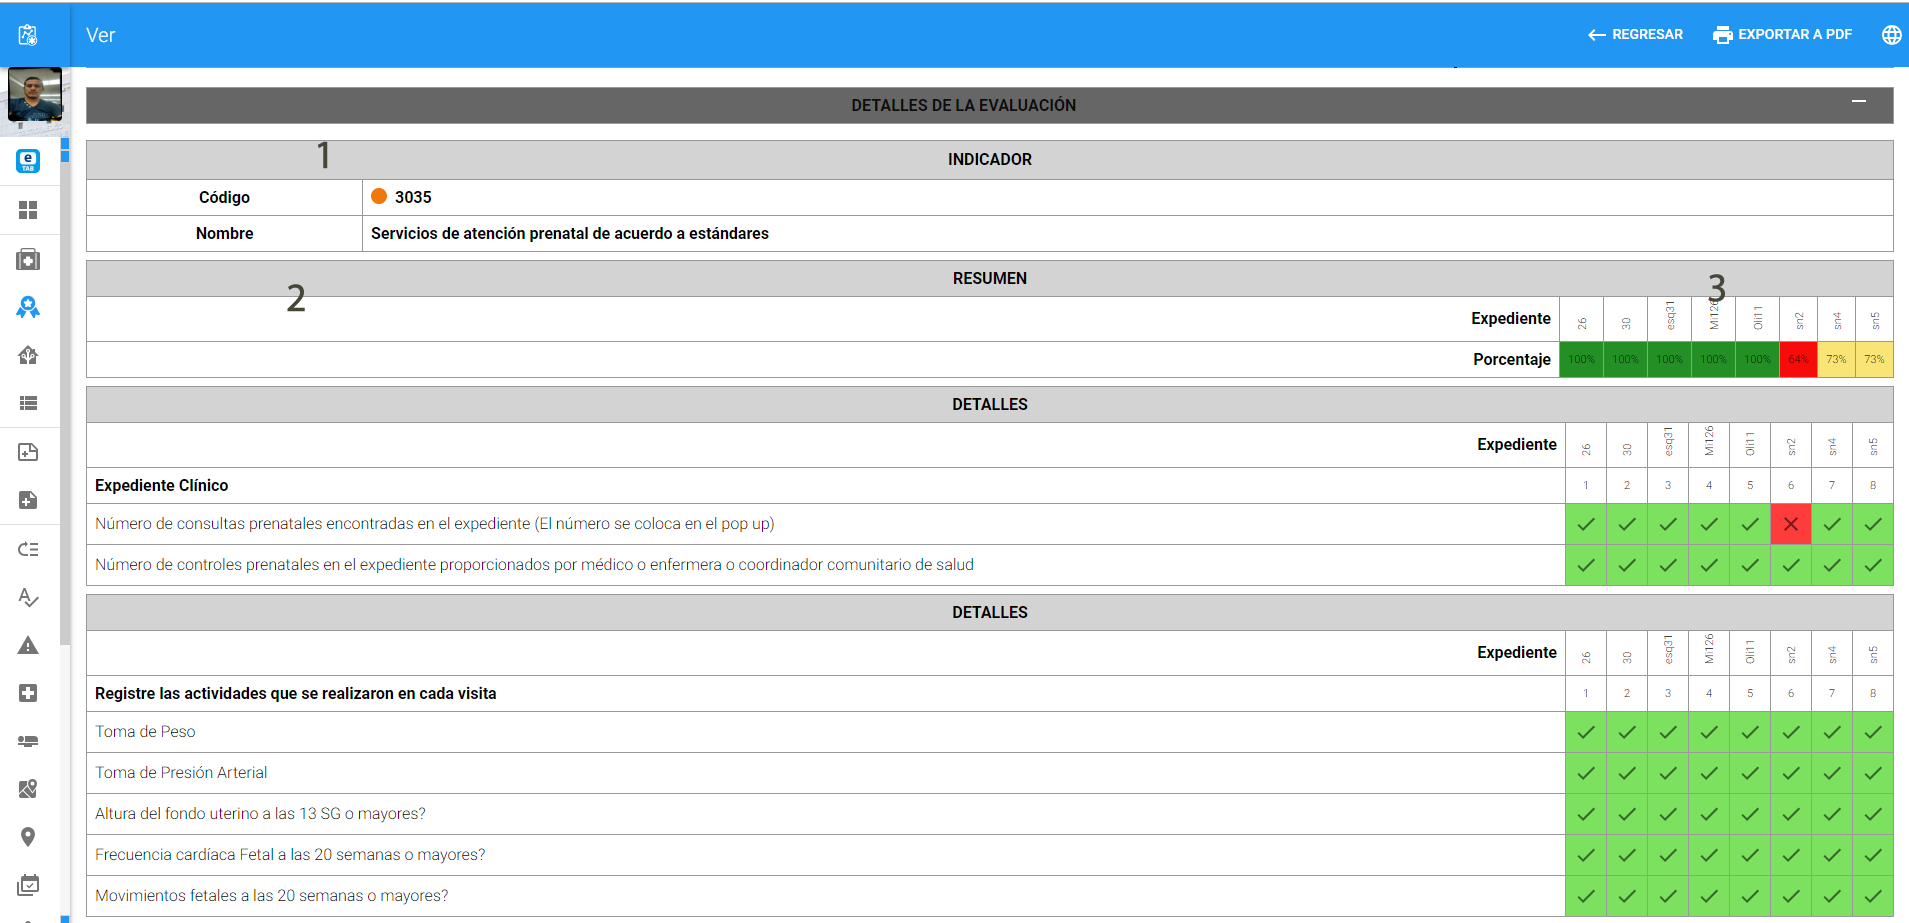 Ver
REGRESAR
EXPORTAR A PDF
e
TAB
DETALLES DE LA EVALUACIÓN
1
INDICADOR
Código 3035
Nombre Servicios de atención prenatal de acuerdo a estándares
RESUMEN
2
3
Expediente 26 30 esq31 Mi126 Oli11 sn2 sn4 sn5
Porcentaje 100% 100% 100% 100% 100% 64% 73% 73%
DETALLES
Expediente 26 30 esq31 Mi126 Oli11 sn2 sn4 sn5
Expediente Clínico 1 2 3 4 5 6 7 8
Número de consultas prenatales encontradas en el expediente (El número se coloca en el pop up)
Número de controles prenatales en el expediente proporcionados por médico o enfermera o coordinador comunitario de salud
DETALLES
Expediente 26 30 esq31 Mi126 Oli11 sn2 sn4 sn5
Registre las actividades que se realizaron en cada visita 1 2 3 4 5 6 7 8
Toma de Peso
Toma de Presión Arterial
Altura del fondo uterino a las 13 SG o mayores?
Frecuencia cardíaca Fetal a las 20 semanas o mayores?
Movimientos fetales a las 20 semanas o mayores?